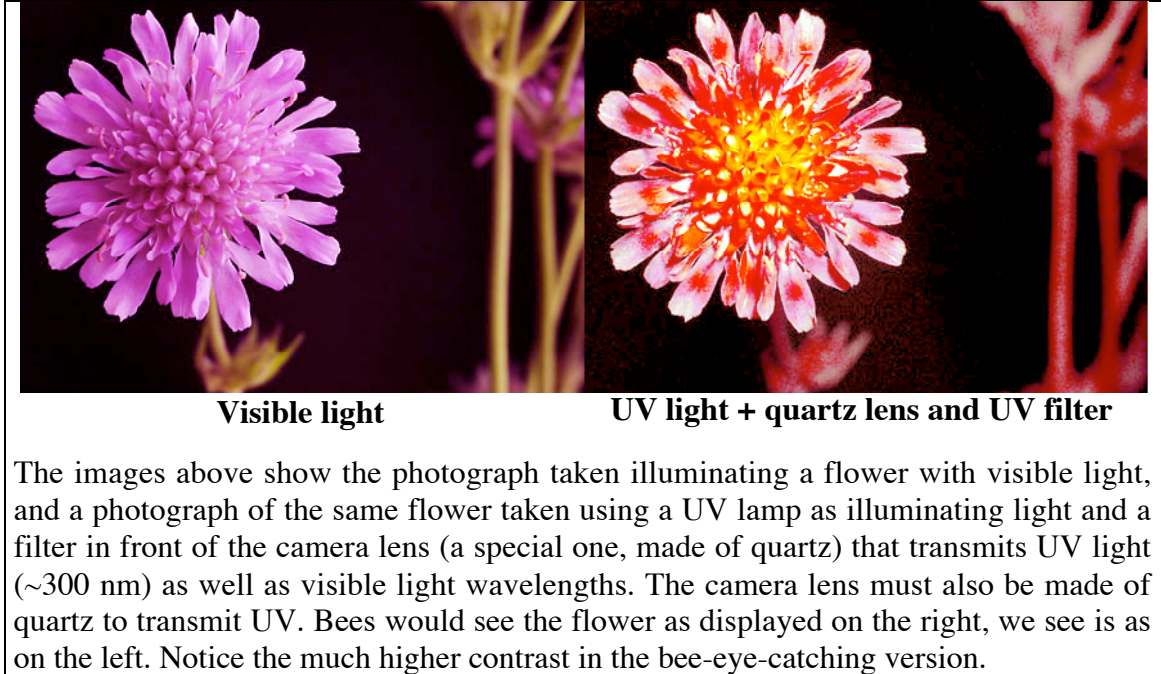 Visible light
UV light + quartz lens and UV filter
The images above show the photograph taken illuminating a flower with visible light,
and a photograph of the same flower taken using a UV lamp as illuminating light and a
filter in front of the camera lens (a special one, made of quartz) that transmits UV light
(~300 nm) as well as visible light wavelengths. The camera lens must also be made of
quartz to transmit UV. Bees would see the flower as displayed on the right, we see is as
on the left. Notice the much higher contrast in the bee-eye-catching version.